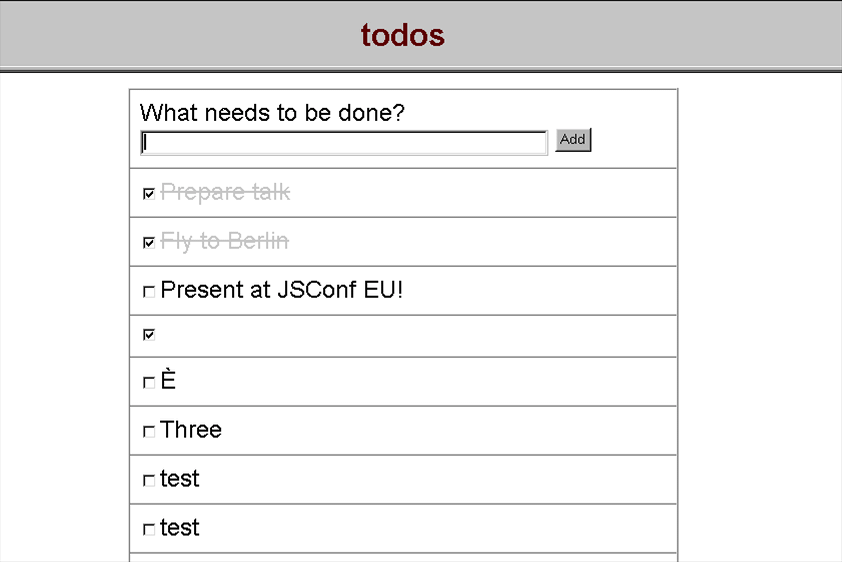 todos
What needs to be done?
Add
Prepare talk
Fly to Berlin
Present at JSConf EU!
È
Three
test
test